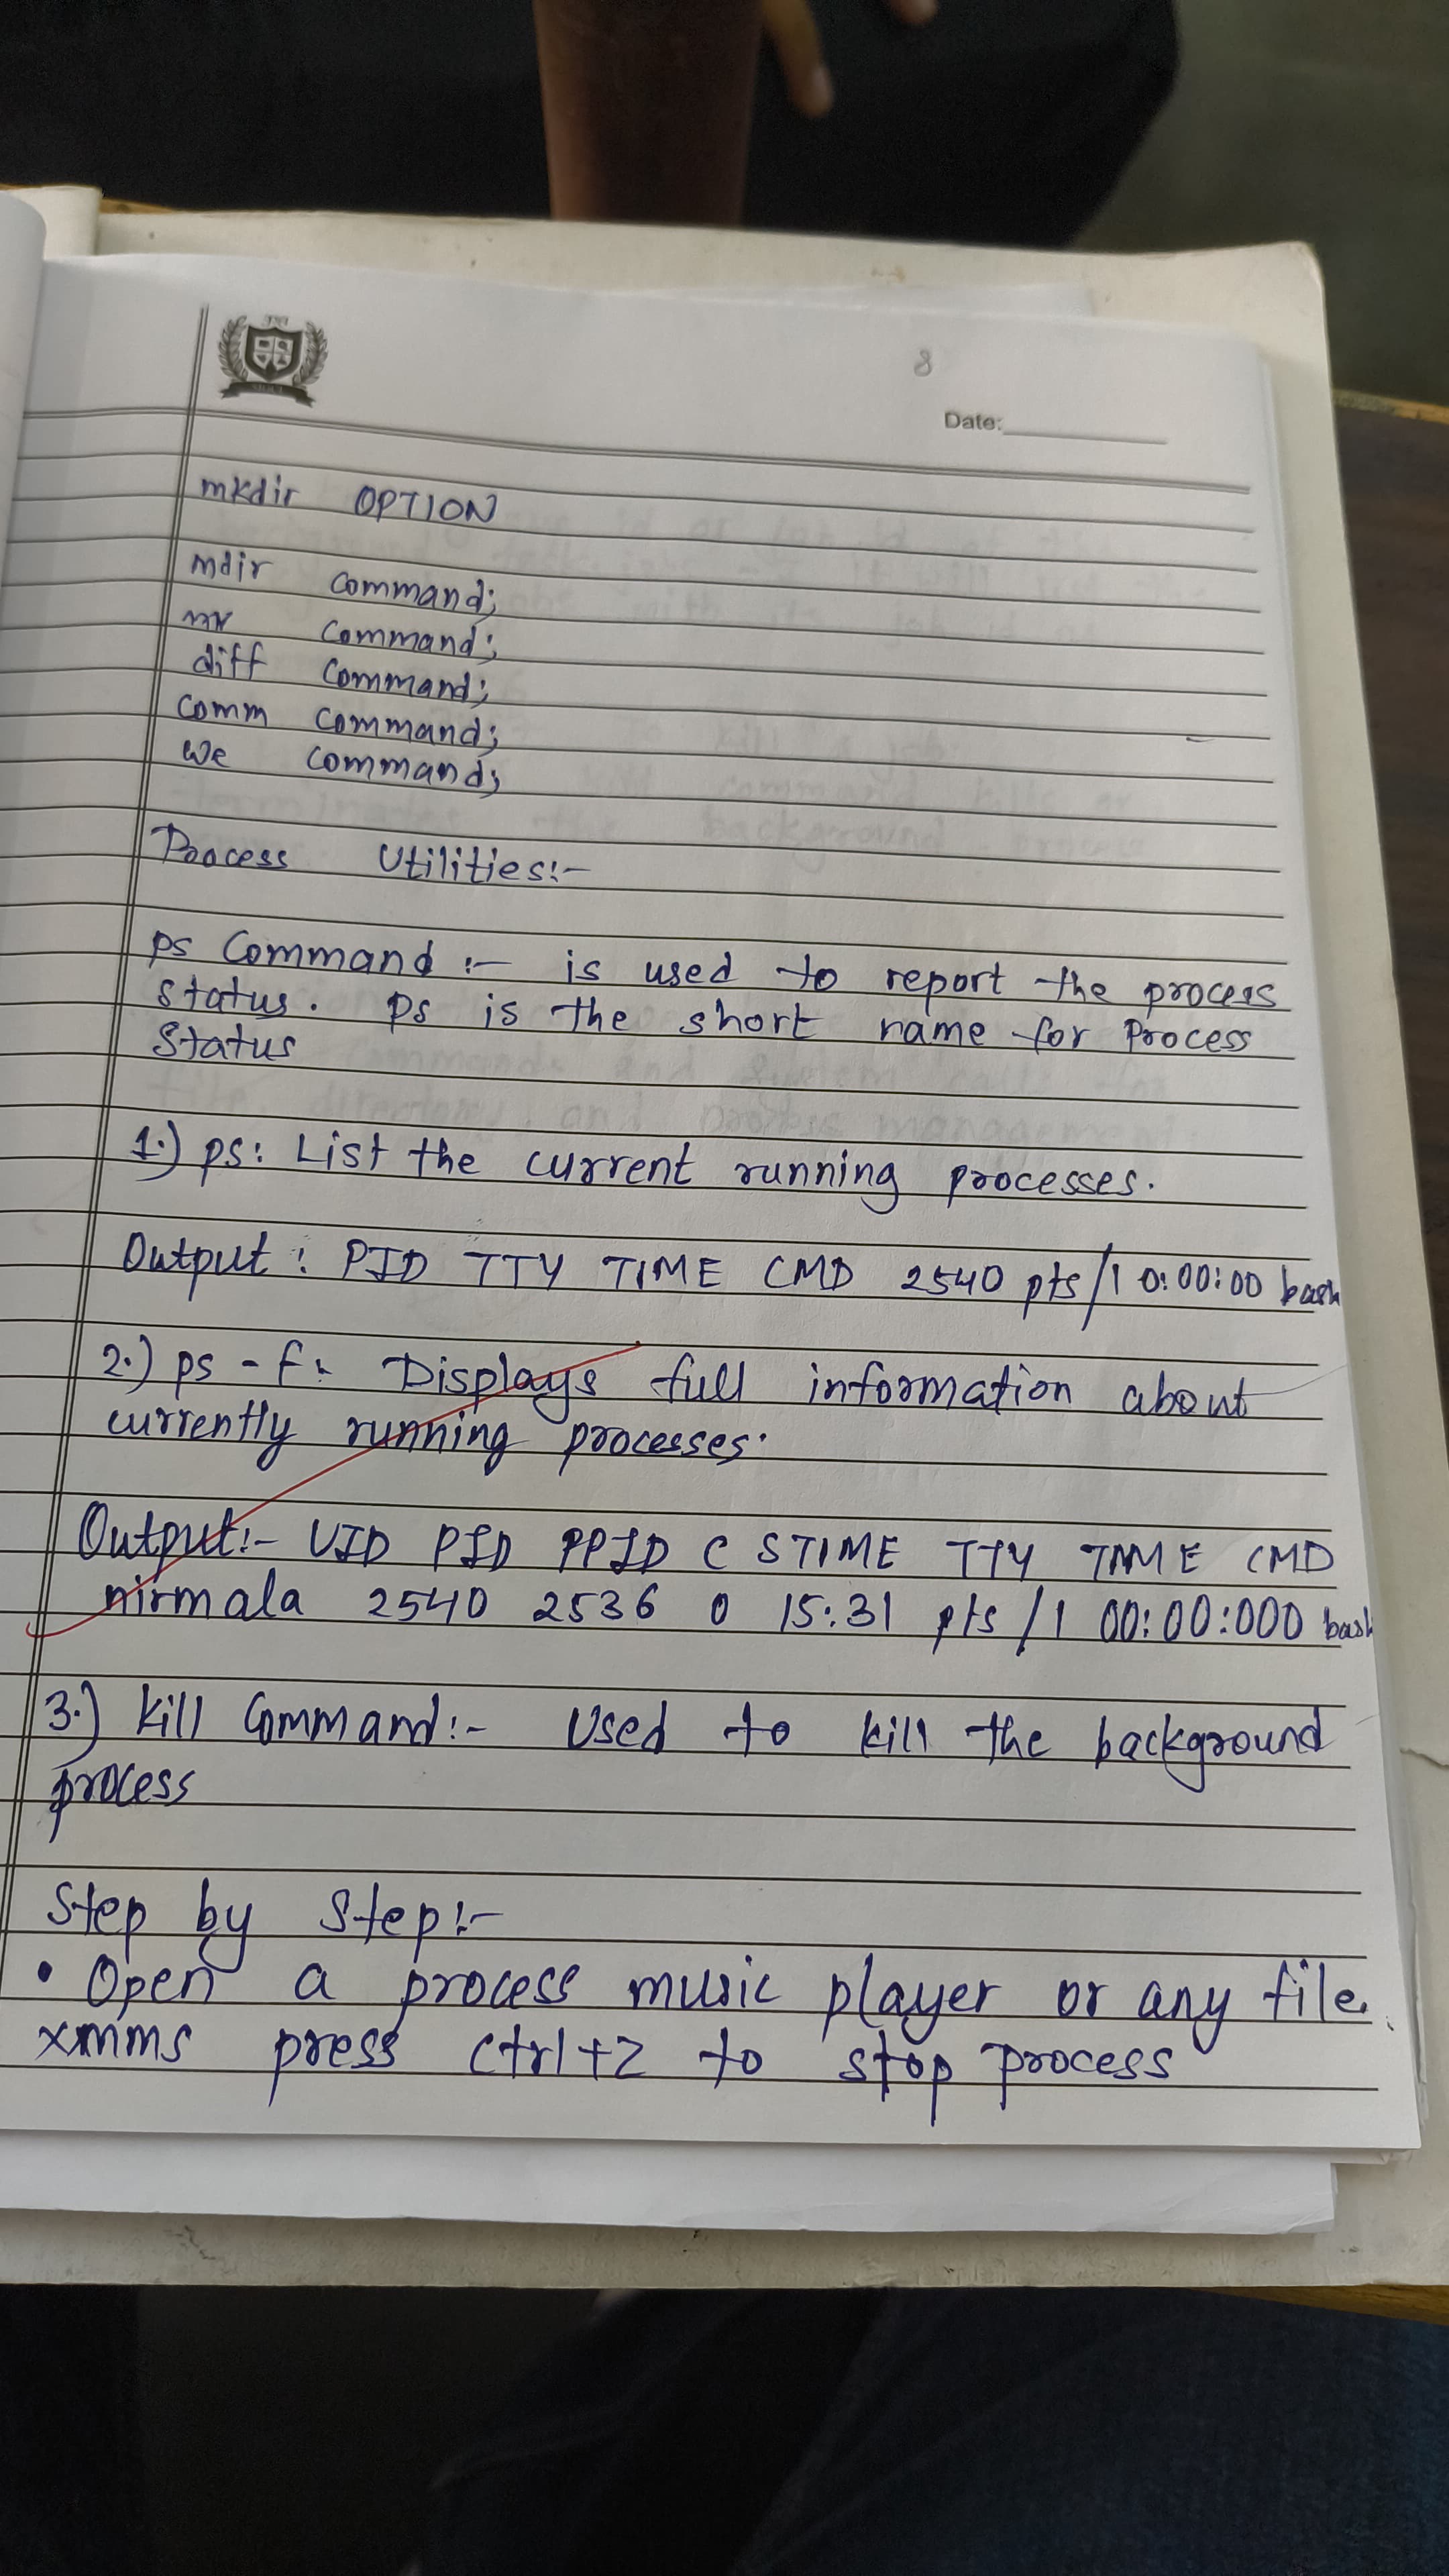 8
Date:
mkdir OPTION
mdir command;
mv command;
diff command;
comm command;
we command;
Process Utilities:-
ps Command :- is used to report the process
status. ps is the short name for Process
Status
1.) ps: List the current running processes.
Output: PID TTY TIME CMD 2540 pts/1 0:00:00 bash
2.) ps -f: Displays full information about
currently running processes.
Output:- UID PID PPID C STIME TTY TIME CMD
nirmala 2540 2536 0 15:31 pts/1 00:00:000 bash
3.) Kill Command:- Used to kill the background
process
Step by Step:-
• Open a process music player or any file.
xmms press ctrl+z to stop process